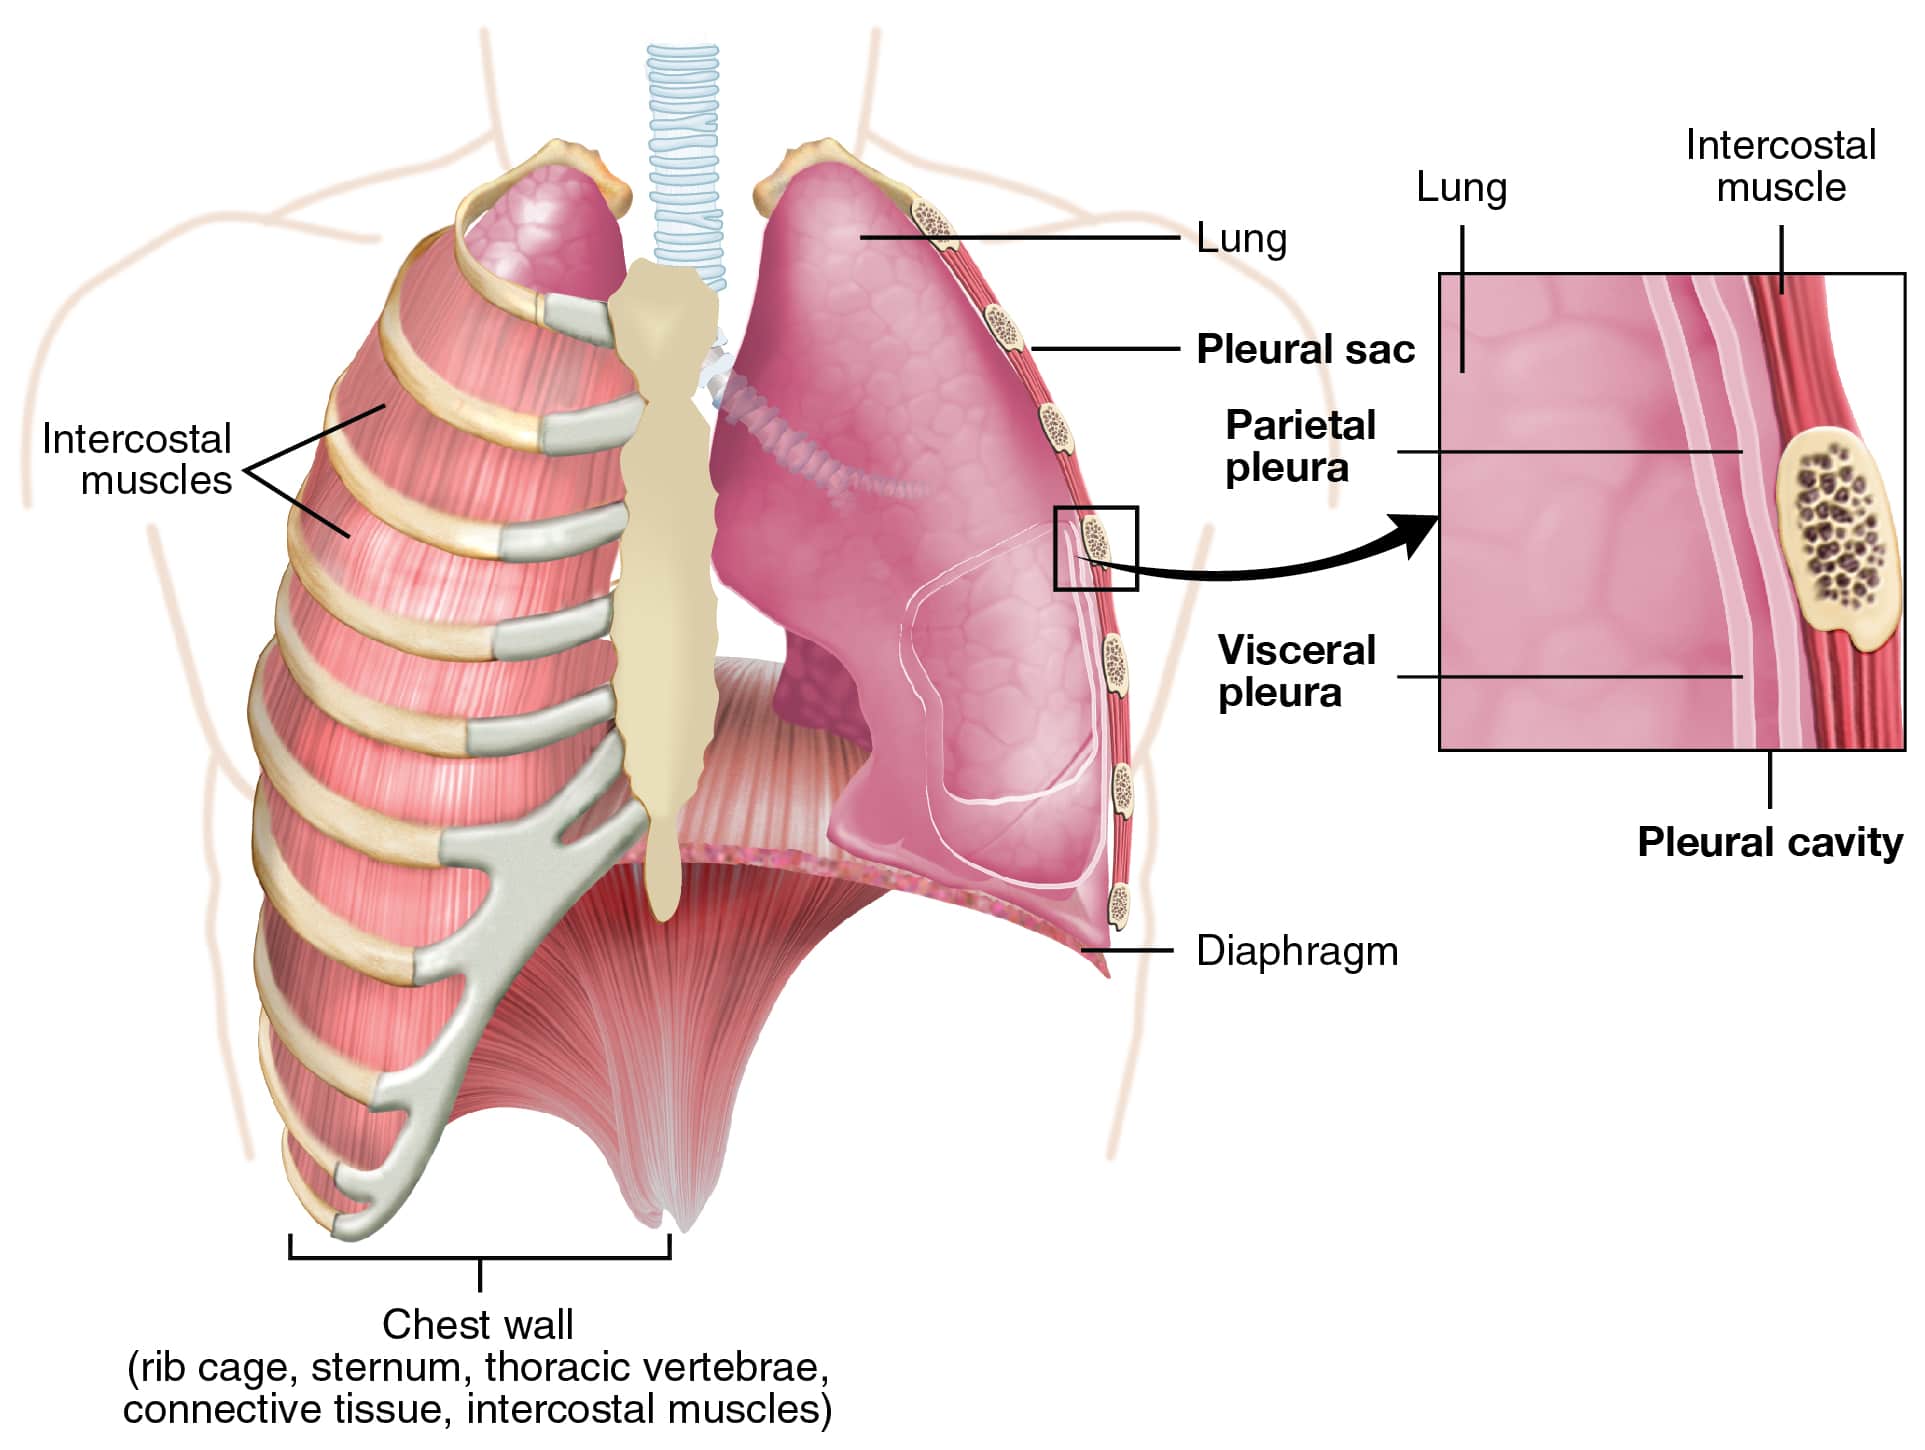 Intercostal
muscle
Lung
Lung
Pleural sac
Parietal
pleura
Intercostal
muscles
Visceral
pleura
Pleural cavity
Diaphragm
Chest wall
(rib cage, sternum, thoracic vertebrae,
connective tissue, intercostal muscles)